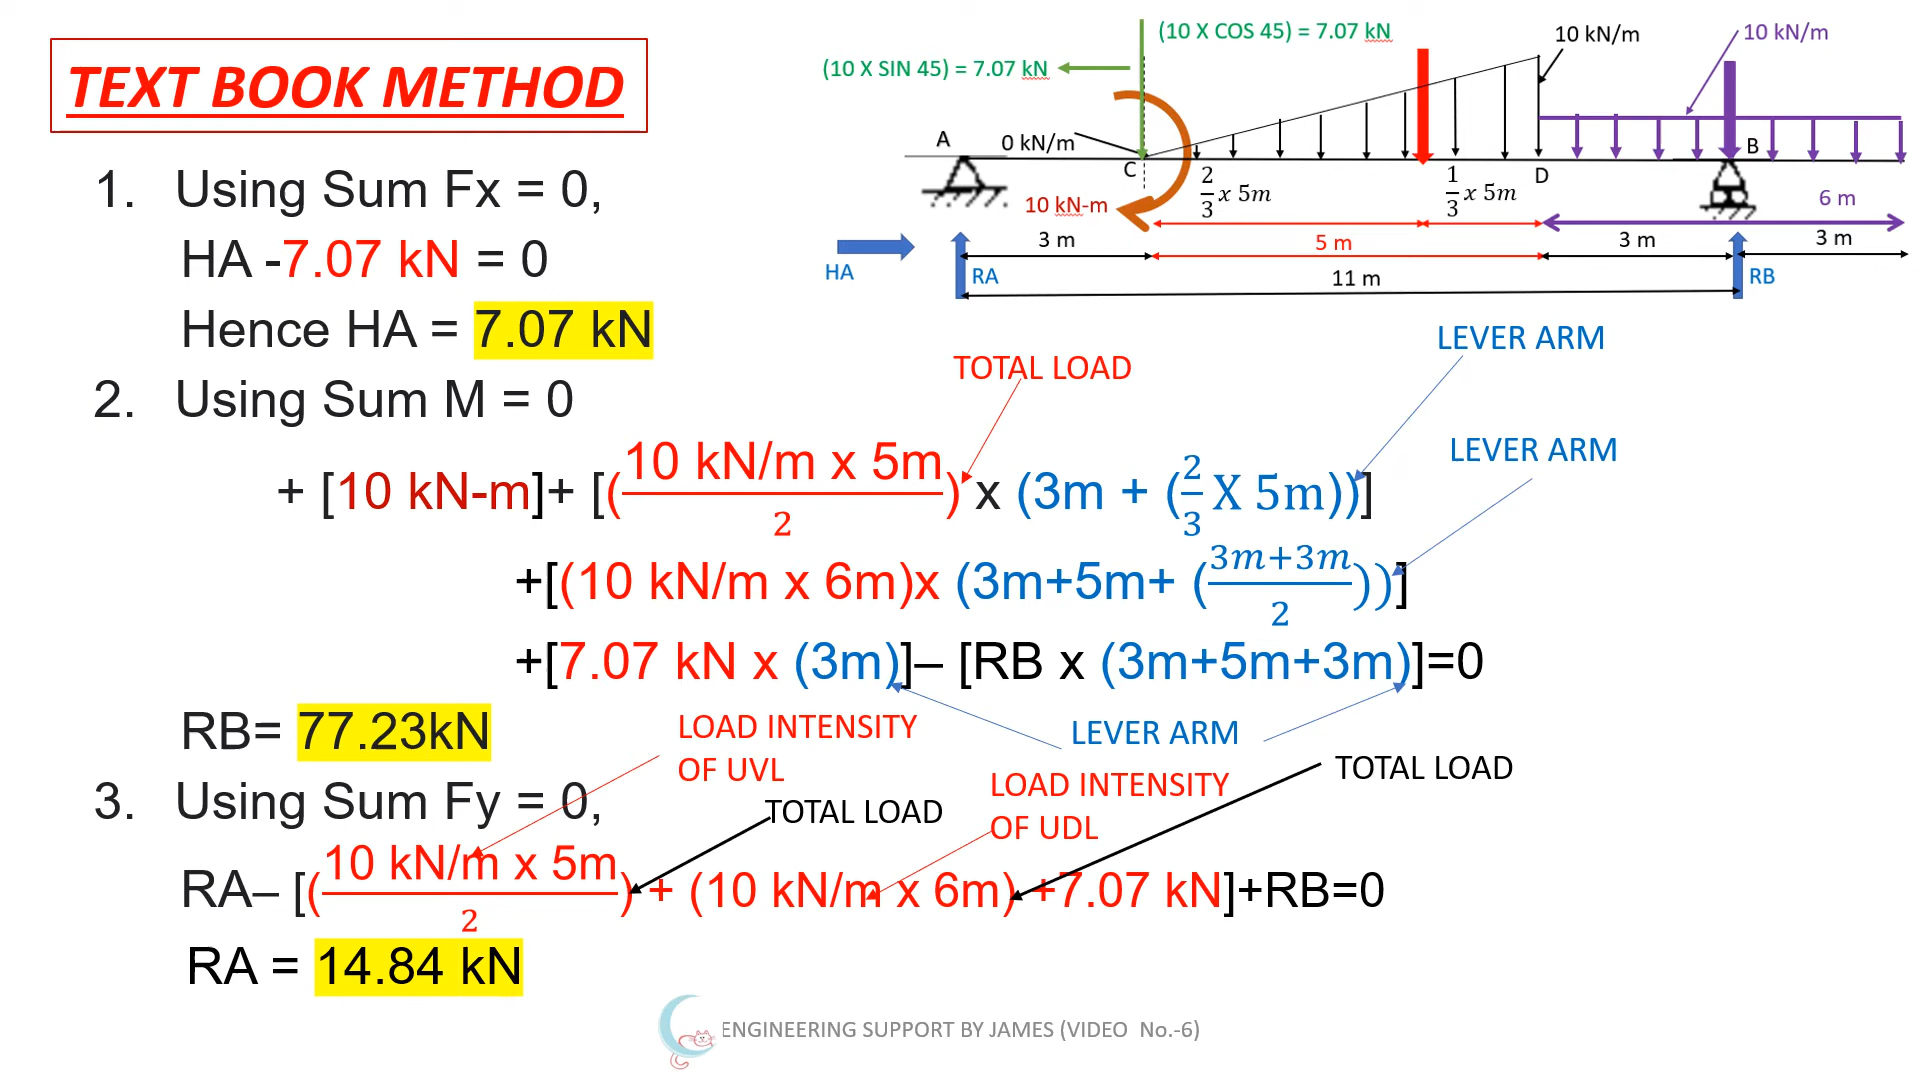 TEXT BOOK METHOD
(10 X COS 45) = 7.07 kN
10 kN/m
10 kN/m
(10 X SIN 45) = 7.07 kN
A
0 kN/m
C
B
10 kN-m
2/3 x 5m
1/3 x 5m
D
6 m
3 m
5 m
3 m
3 m
HA
RA
11 m
RB
1. Using Sum Fx = 0,
HA -7.07 kN = 0
Hence HA = 7.07 kN
2. Using Sum M = 0
TOTAL LOAD
LEVER ARM
LEVER ARM
+ [10 kN-m]+ [(10 kN/m x 5m/2) x (3m + (2/3 X 5m))]
+[(10 kN/m x 6m)x (3m+5m+ (3m+3m/2))]
+[7.07 kN x (3m)]– [RB x (3m+5m+3m)]=0
RB= 77.23kN
LOAD INTENSITY
OF UVL
LEVER ARM
TOTAL LOAD
3. Using Sum Fy = 0,
TOTAL LOAD
LOAD INTENSITY
OF UDL
RA– [(10 kN/m x 5m/2) + (10 kN/m x 6m) +7.07 kN]+RB=0
RA = 14.84 kN
ENGINEERING SUPPORT BY JAMES (VIDEO No.-6)